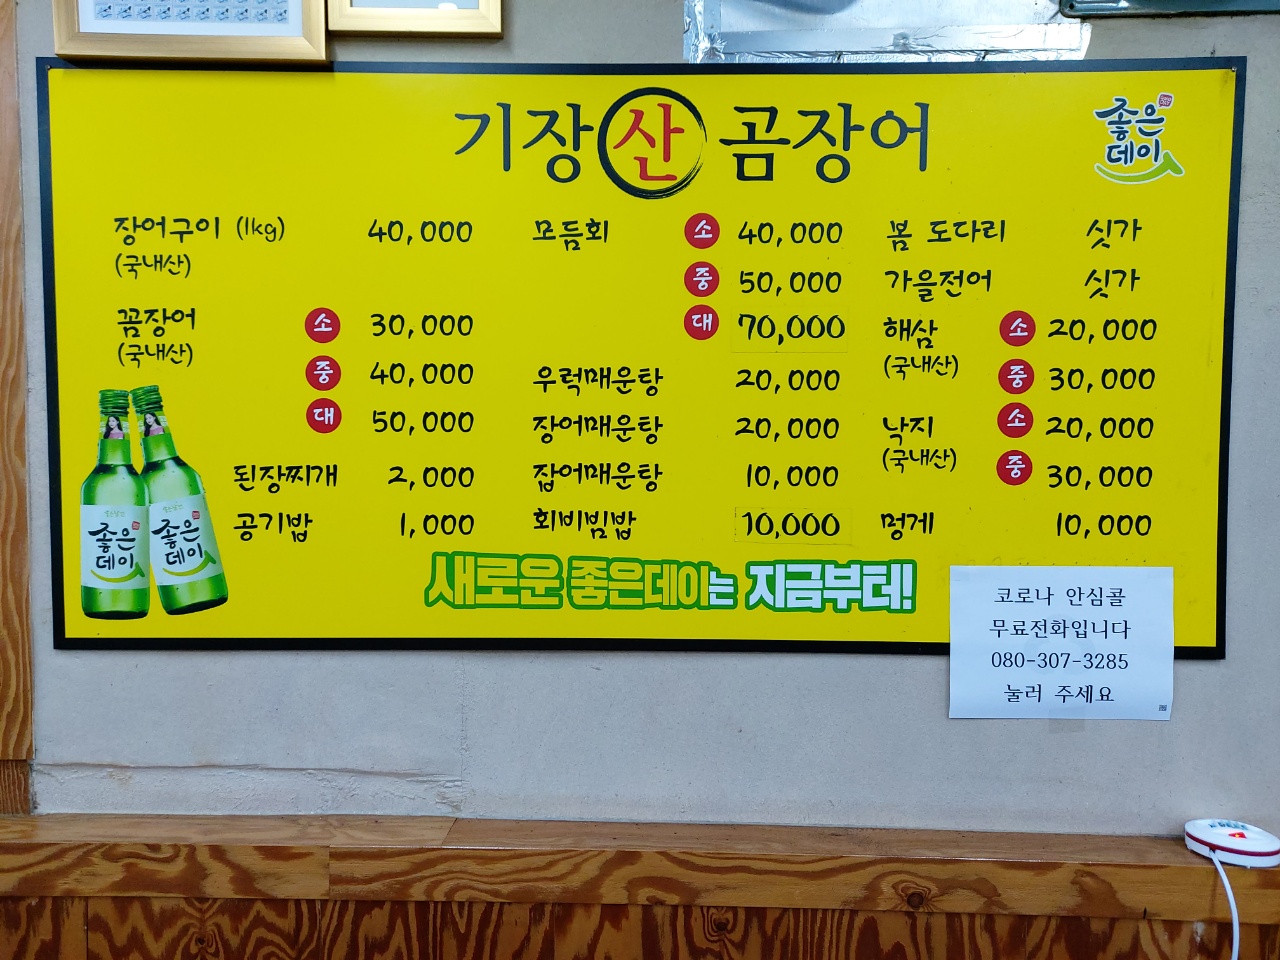 기장산곰장어
좋은
데이
장어구이 (1kg) 40,000
(국내산)
꼼장어 소 30,000
(국내산)
중 40,000
대 50,000
된장찌개 2,000
공기밥 1,000
모듬회 소 40,000
중 50,000
대 70,000
우럭매운탕 20,000
장어매운탕 20,000
잡어매운탕 10,000
회비빔밥 10,000
봄 도다리 싯가
가을전어 싯가
해삼 소 20,000
(국내산) 중 30,000
낙지 소 20,000
(국내산) 중 30,000
멍게 10,000
좋은
데이
좋은
데이
새로운 좋은데이는 지금부터!
코로나 안심콜
무료전화입니다
080-307-3285
눌러 주세요